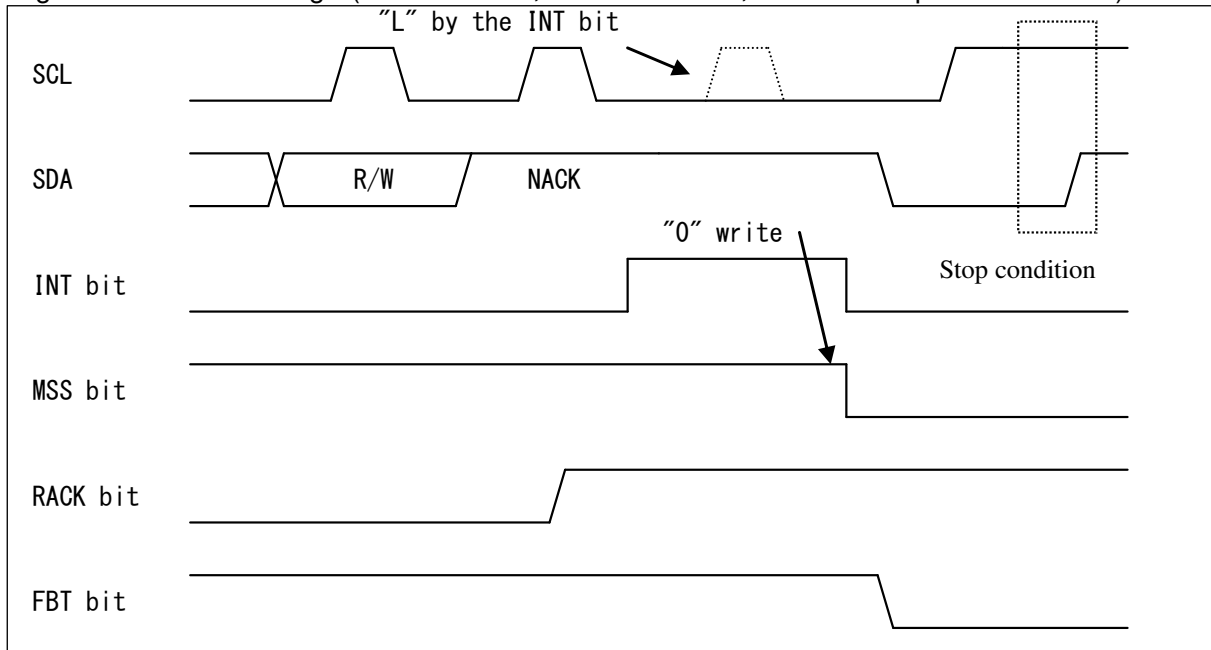 "L" by the INT bit
SCL
SDA
R/W
NACK
"0" write
INT bit
Stop condition
MSS bit
RACK bit
FBT bit